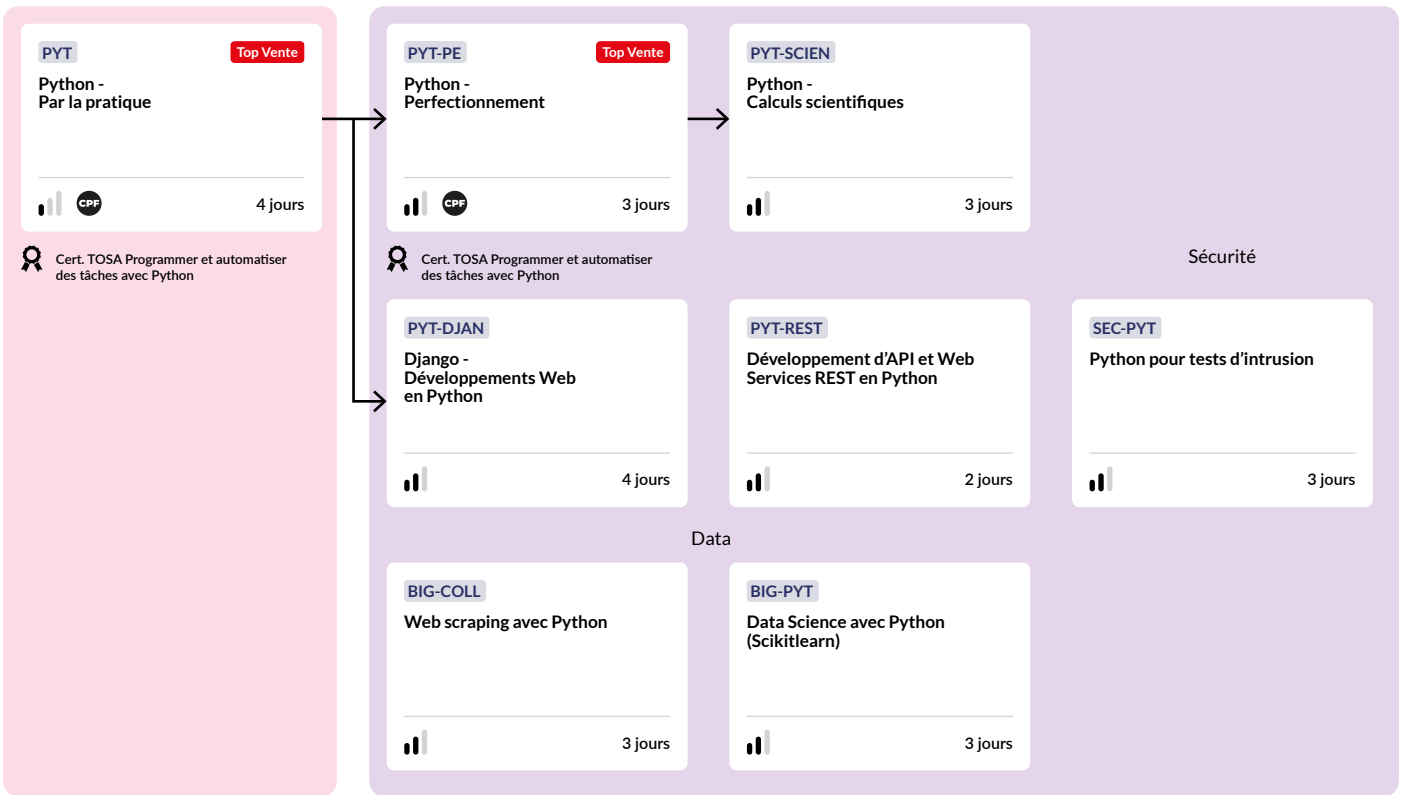 PYT
Top Vente
Python -
Par la pratique
CPF
4 jours
Cert. TOSA Programmer et automatiser
des tâches avec Python
PYT-PE
Top Vente
Python -
Perfectionnement
CPF
3 jours
Cert. TOSA Programmer et automatiser
des tâches avec Python
PYT-SCIEN
Python -
Calculs scientifiques
3 jours
Sécurité
PYT-DJAN
Django -
Développements Web
en Python
4 jours
PYT-REST
Développement d’API et Web
Services REST en Python
2 jours
SEC-PYT
Python pour tests d’intrusion
3 jours
Data
BIG-COLL
Web scraping avec Python
3 jours
BIG-PYT
Data Science avec Python
(Scikitlearn)
3 jours